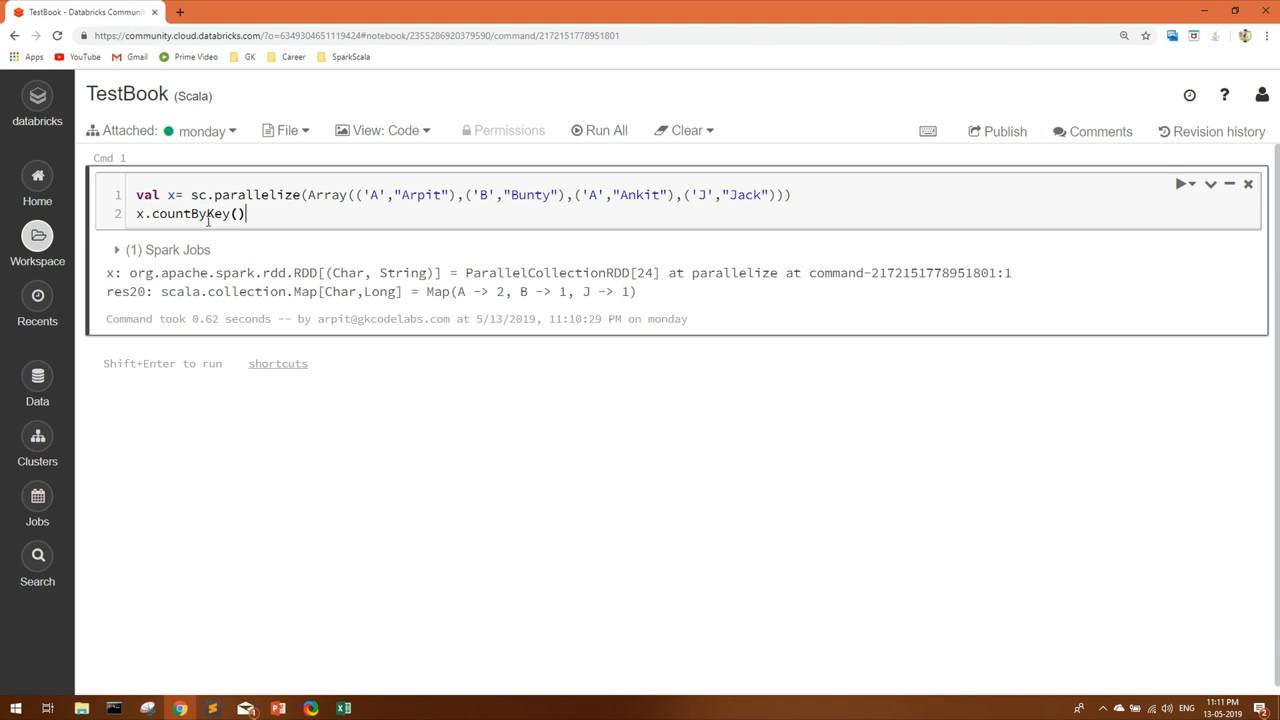 TestBook - Databricks Communi
https://community.cloud.databricks.com/?o=6349304651119424#notebook/2355286920379590/command/2172151778951801
Apps YouTube Gmail Prime Video GK Career SparkScala
databricks
Home
Workspace
Recents
Data
Clusters
Jobs
Search
TestBook (Scala)
Attached: monday File View: Code Permissions Run All Clear Publish Comments Revision history
Cmd 1
1 val x= sc.parallelize(Array(('A',"Arpit"),('B',"Bunty"),('A',"Ankit"),('J',"Jack")))
2 x.countByKey()
(1) Spark Jobs
x: org.apache.spark.rdd.RDD[(Char, String)] = ParallelCollectionRDD[24] at parallelize at command-2172151778951801:1
res20: scala.collection.Map[Char,Long] = Map(A -> 2, B -> 1, J -> 1)
Command took 0.62 seconds -- by arpit@gkcodelabs.com at 5/13/2019, 11:10:29 PM on monday
Shift+Enter to run shortcuts
ENG
11:11 PM
13-05-2019